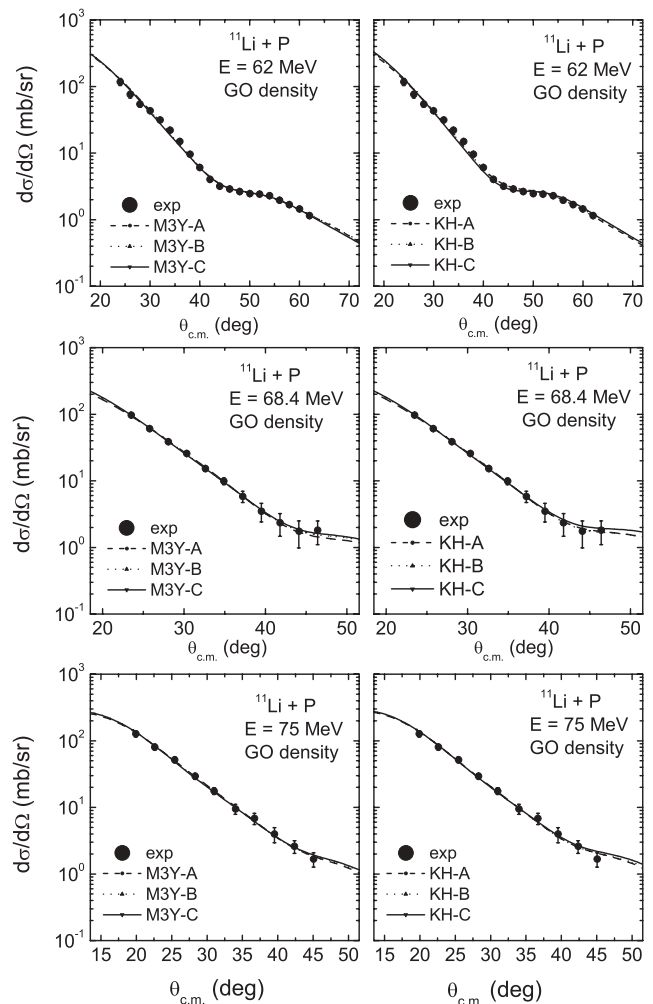 ¹¹Li + P
E = 62 MeV
GO density
exp
M3Y-A
M3Y-B
M3Y-C
dσ/dΩ (mb/sr)
10³
10²
10¹
10⁰
10⁻¹
20 30 40 50 60 70
θc.m. (deg)
¹¹Li + P
E = 62 MeV
GO density
exp
KH-A
KH-B
KH-C
20 30 40 50 60 70
θc.m. (deg)
¹¹Li + P
E = 68.4 MeV
GO density
exp
M3Y-A
M3Y-B
M3Y-C
dσ/dΩ (mb/sr)
10³
10²
10¹
10⁰
10⁻¹
20 30 40 50
θc.m. (deg)
¹¹Li + P
E = 68.4 MeV
GO density
exp
KH-A
KH-B
KH-C
20 30 40 50
θc.m. (deg)
¹¹Li + P
E = 75 MeV
GO density
exp
M3Y-A
M3Y-B
M3Y-C
dσ/dΩ (mb/sr)
10³
10²
10¹
10⁰
10⁻¹
15 20 25 30 35 40 45 50
θc.m. (deg)
¹¹Li + P
E = 75 MeV
GO density
exp
KH-A
KH-B
KH-C
15 20 25 30 35 40 45 50
θc.m. (deg)